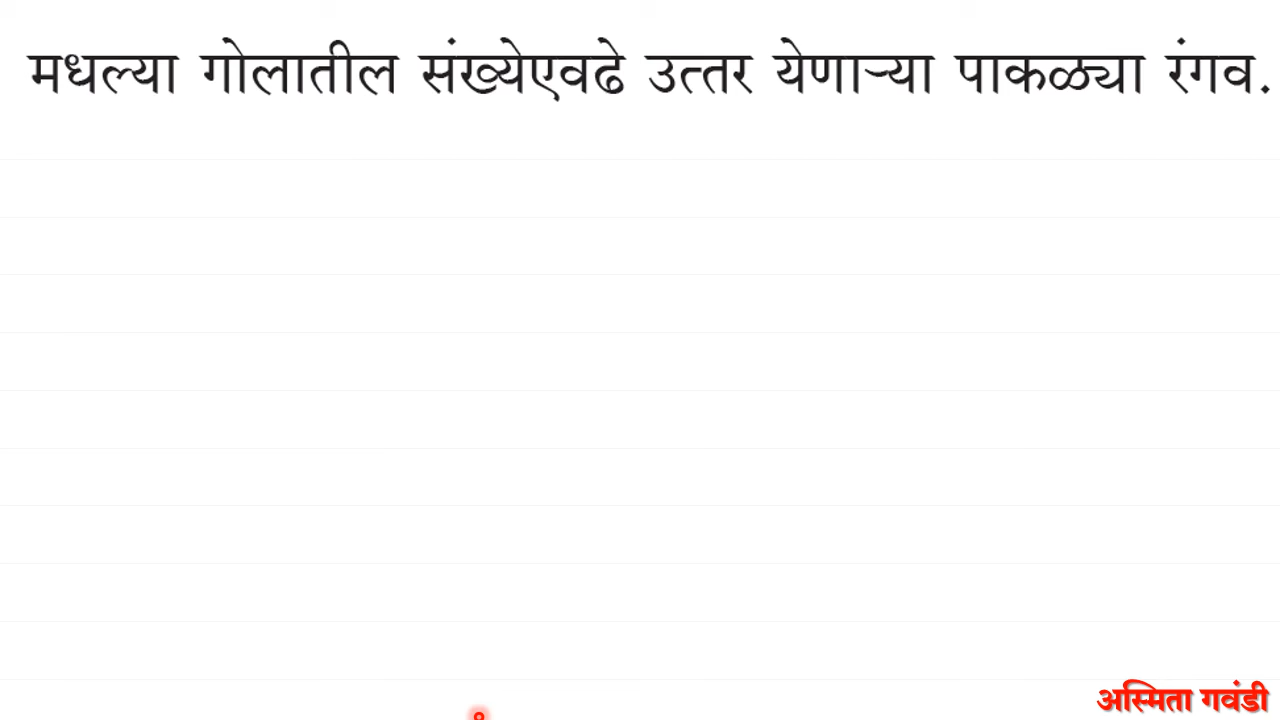 मधल्या गोलातील संख्येएवढे उत्तर येणाऱ्या पाकळ्या रंगव.
अस्मिता गवंडी